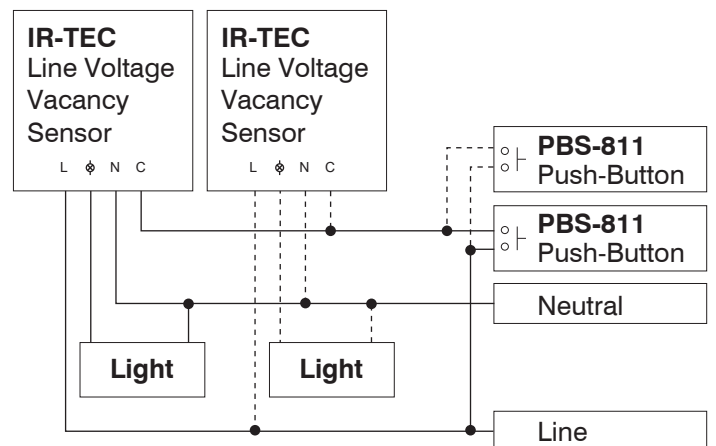 IR-TEC
Line Voltage
Vacancy
Sensor
L N C
IR-TEC
Line Voltage
Vacancy
Sensor
L N C
PBS-811
Push-Button
PBS-811
Push-Button
Neutral
Light
Light
Line